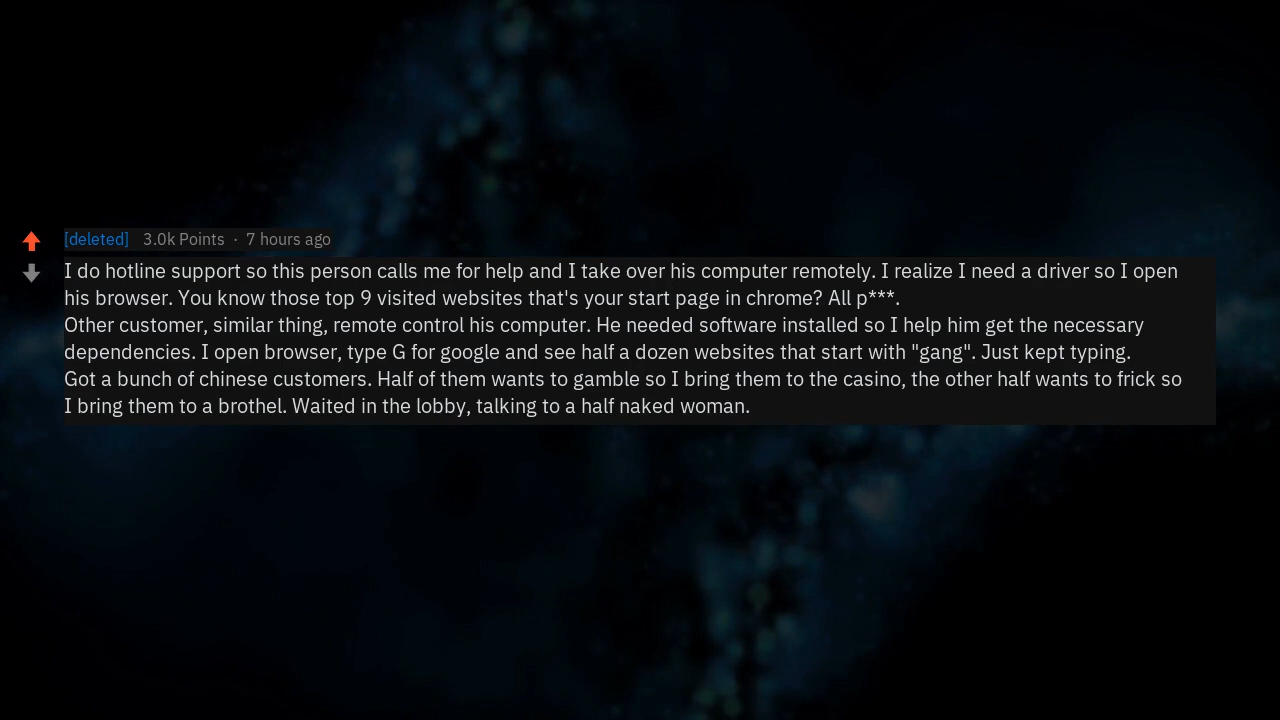 [deleted] 3.0k Points · 7 hours ago
I do hotline support so this person calls me for help and I take over his computer remotely. I realize I need a driver so I open
his browser. You know those top 9 visited websites that's your start page in chrome? All p***.
Other customer, similar thing, remote control his computer. He needed software installed so I help him get the necessary
dependencies. I open browser, type G for google and see half a dozen websites that start with "gang". Just kept typing.
Got a bunch of chinese customers. Half of them wants to gamble so I bring them to the casino, the other half wants to frick so
I bring them to a brothel. Waited in the lobby, talking to a half naked woman.